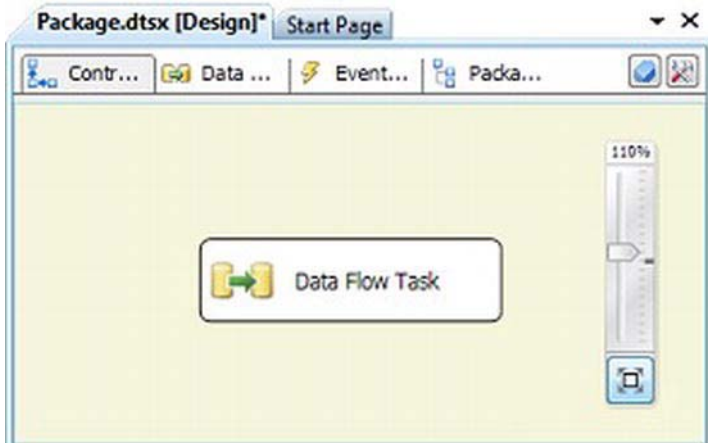 Package.dtsx [Design]* Start Page
Contr... Data ... Event... Packa...
110%
Data Flow Task